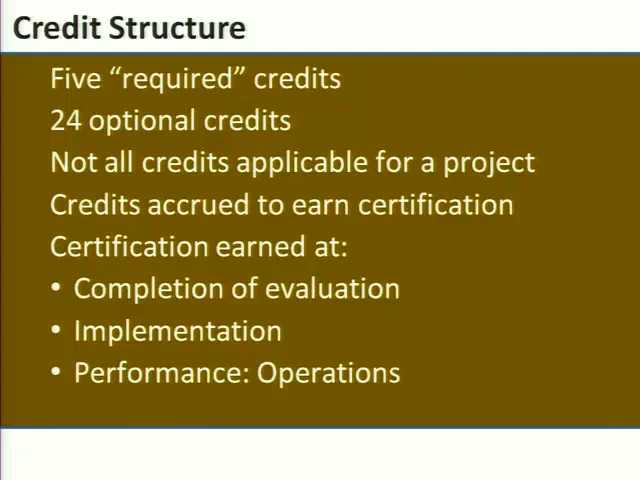 Credit Structure
Five “required” credits
24 optional credits
Not all credits applicable for a project
Credits accrued to earn certification
Certification earned at:
• Completion of evaluation
• Implementation
• Performance: Operations